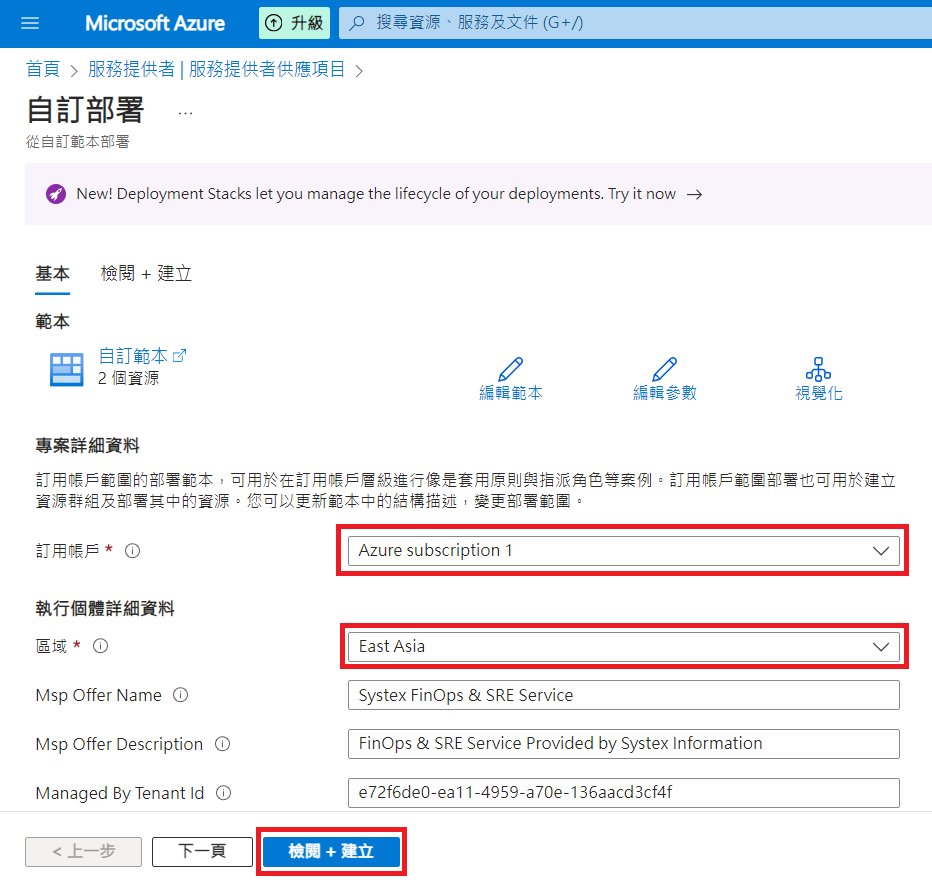 Microsoft Azure 升級 搜尋資源、服務及文件 (G+/)
首頁 > 服務提供者 | 服務提供者供應項目 >
自訂部署 ...
從自訂範本部署
New! Deployment Stacks let you manage the lifecycle of your deployments. Try it now →
基本 檢閱 + 建立
範本
自訂範本
2 個資源
編輯範本 編輯參數 視覺化
專案詳細資料
訂用帳戶範圍的部署範本，可用於在訂用帳戶層級進行像是套用原則與指派角色等案例。訂用帳戶範圍部署也可用於建立
資源群組及部署其中的資源。您可以更新範本中的結構描述，變更部署範圍。
訂用帳戶 * Azure subscription 1
執行個體詳細資料
區域 * East Asia
Msp Offer Name Systex FinOps & SRE Service
Msp Offer Description FinOps & SRE Service Provided by Systex Information
Managed By Tenant Id e72f6de0-ea11-4959-a70e-136aacd3cf4f
< 上一步 下一頁 檢閱 + 建立